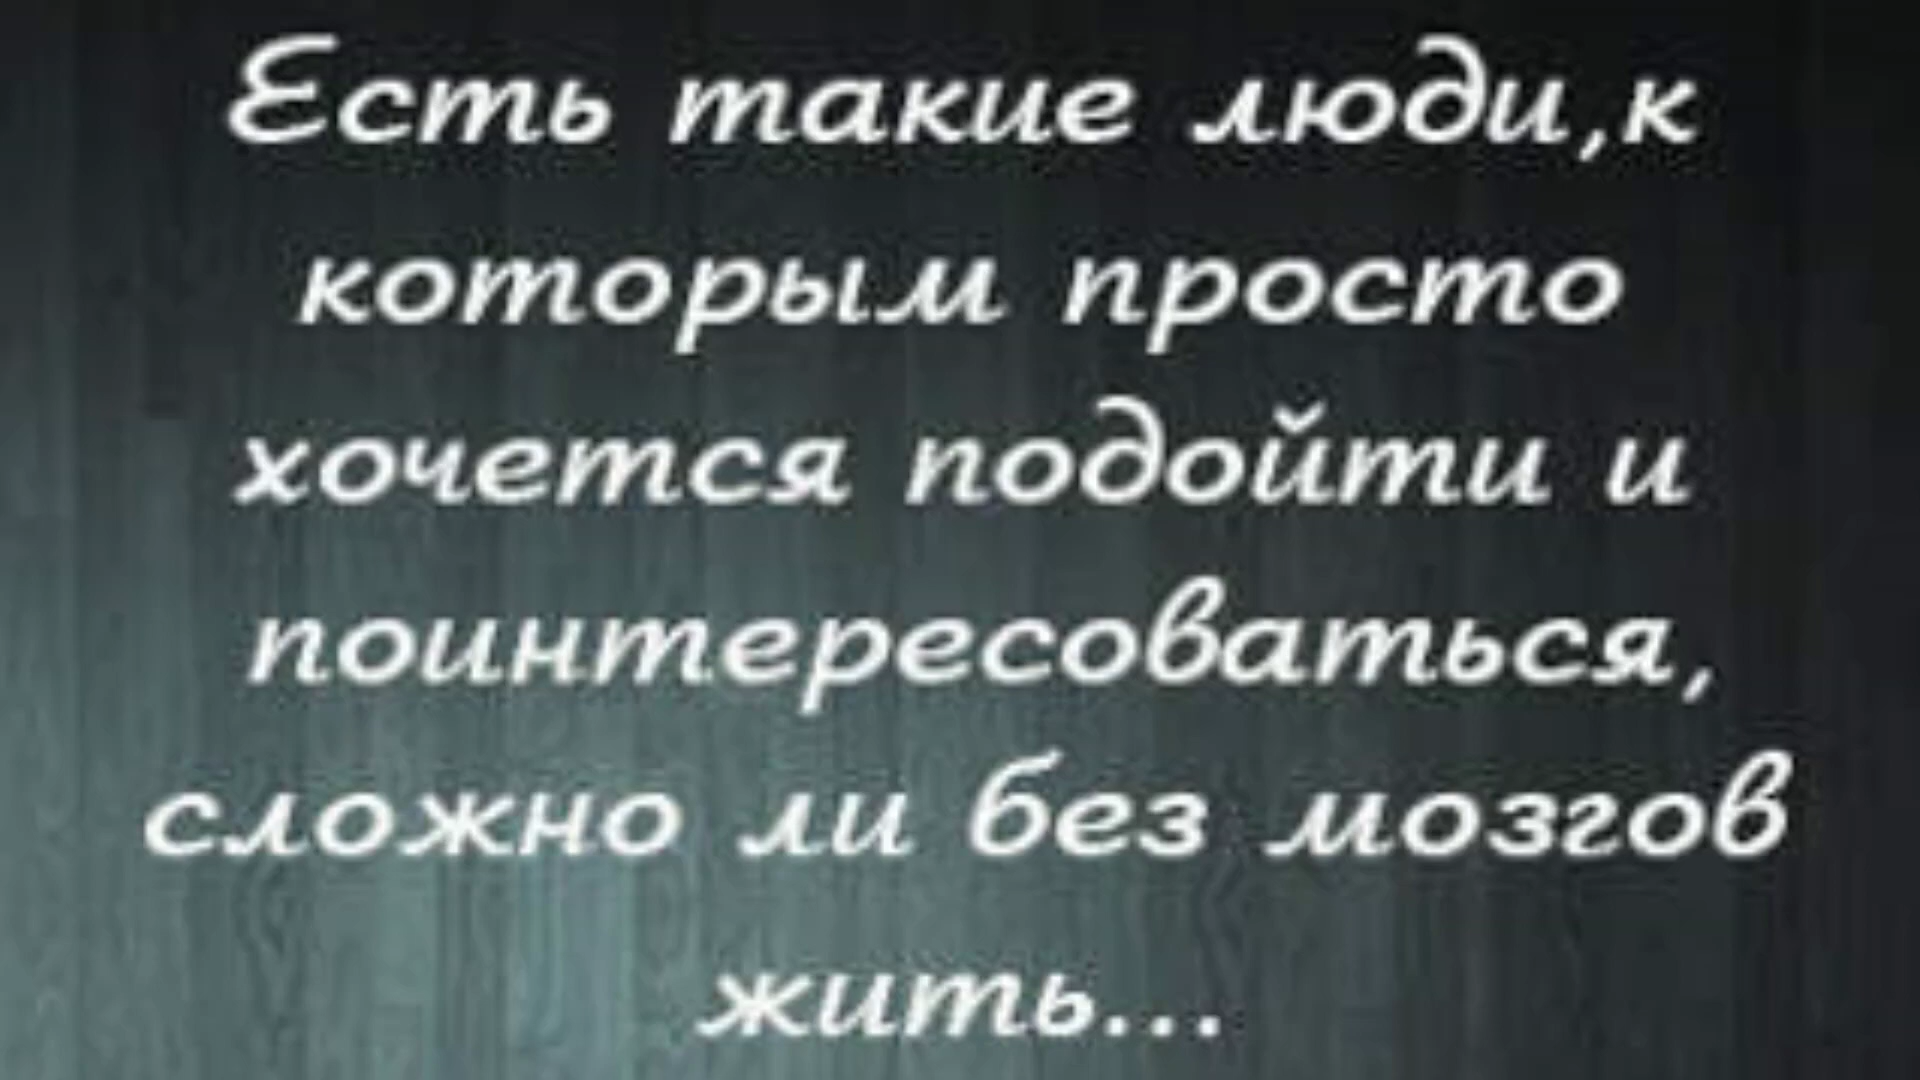 Есть такие люди,к
которым просто
хочется подойти и
поинтересоваться,
сложно ли без мозгов
жить...